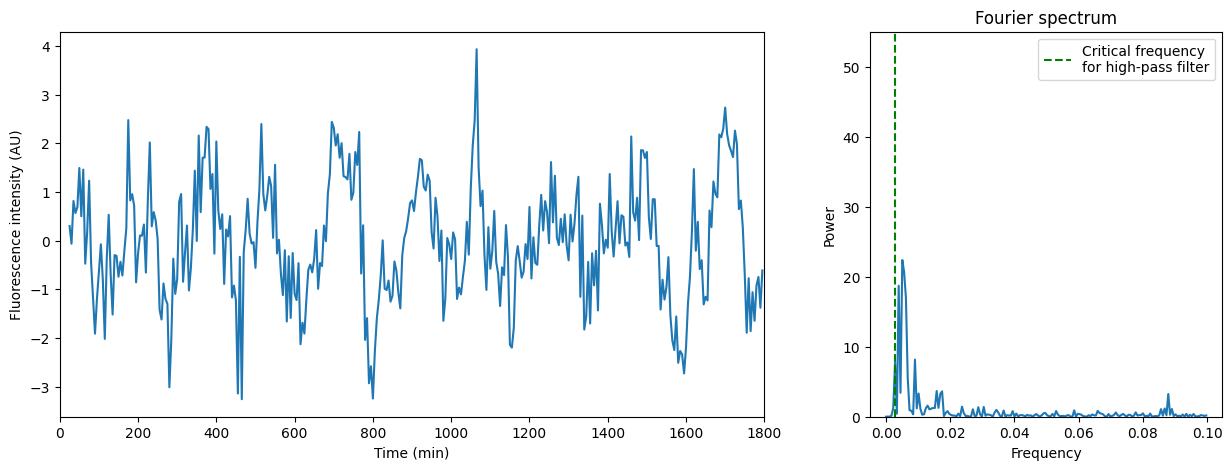 Fourier spectrum
Fluorescence intensity (AU)
4
3
2
1
0
−1
−2
−3
0 200 400 600 800 1000 1200 1400 1600 1800
Time (min)
Power
50
40
30
20
10
0
Critical frequency
for high-pass filter
0.00 0.02 0.04 0.06 0.08 0.10
Frequency